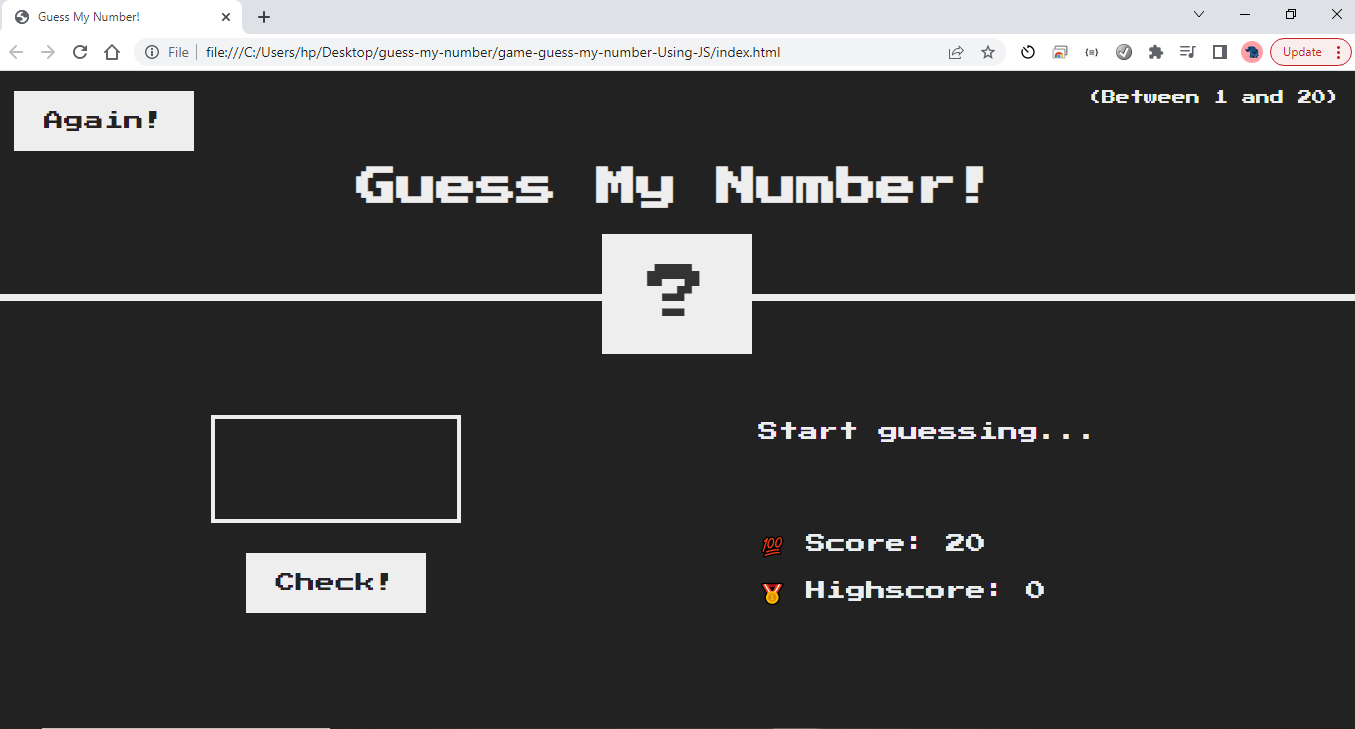 Guess My Number!
File
file:///C:/Users/hp/Desktop/guess-my-number/game-guess-my-number-Using-JS/index.html
Update
Again!
(Between 1 and 20)
Guess My Number!
?
Start guessing...
💯 Score: 20
Check!
🥇 Highscore: 0